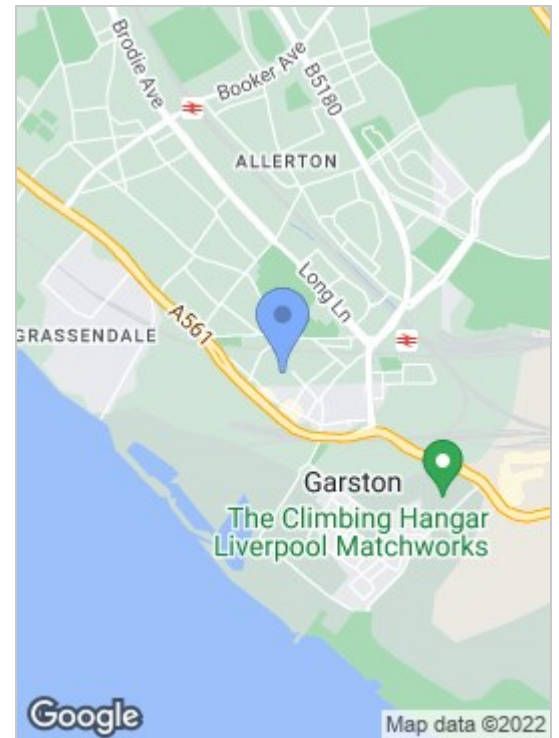 Brodie Ave
Booker Ave
B5180
ALLERTON
Long Ln
A561
GRASSENDALE
Garston
The Climbing Hangar
Liverpool Matchworks
Google
Map data ©2022